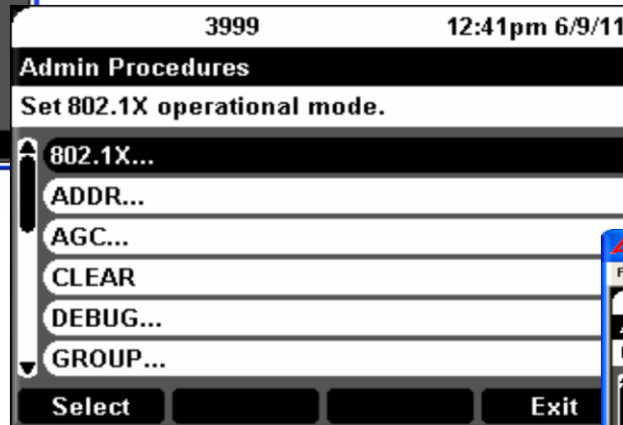 3999 12:41pm 6/9/11
Admin Procedures
Set 802.1X operational mode.
802.1X...
ADDR...
AGC...
CLEAR
DEBUG...
GROUP...
Select Exit